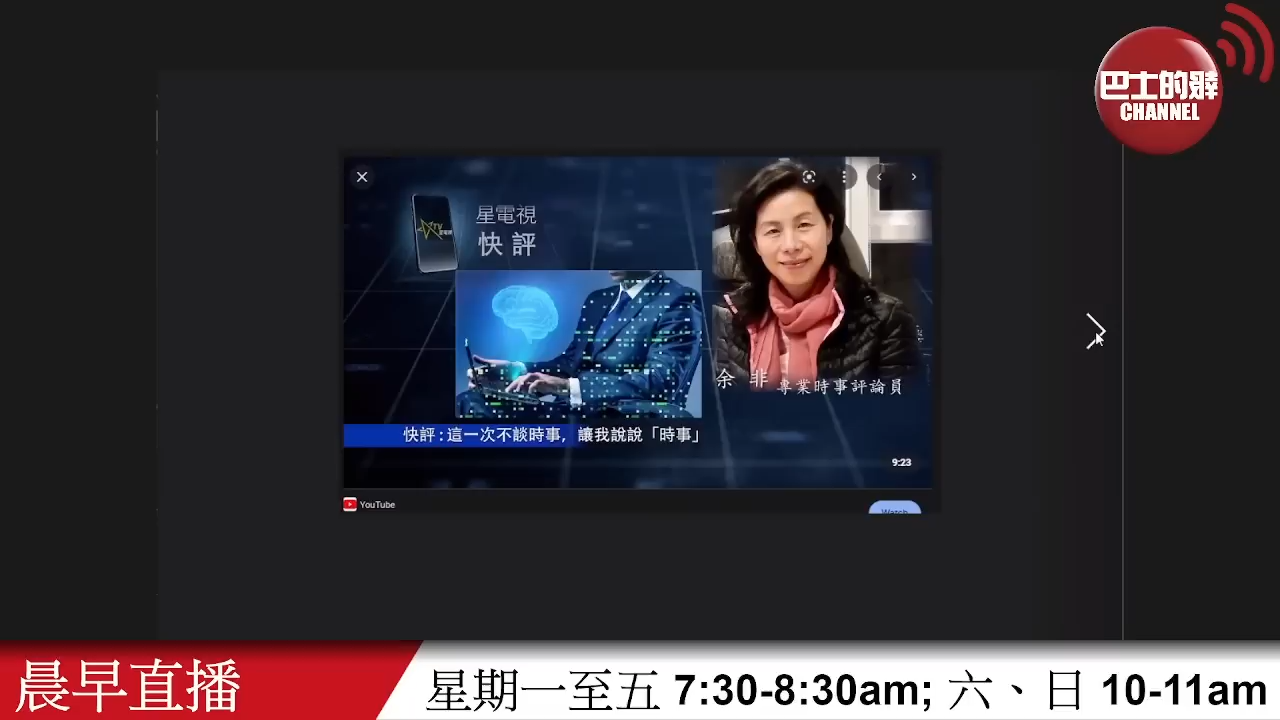 巴士的報
CHANNEL
星電視
快評
TV
余 非 專業時事評論員
快評:這一次不談時事, 讓我說說「時事」
9:23
YouTube
Watch
晨早直播
星期一至五 7:30-8:30am; 六、日 10-11am